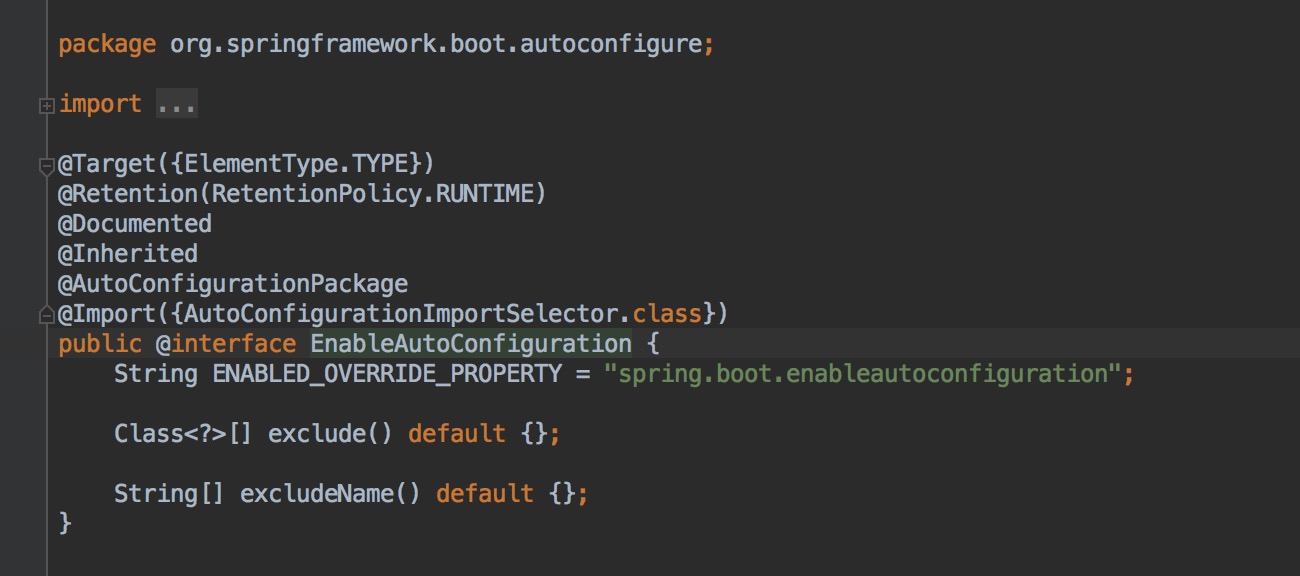 package org.springframework.boot.autoconfigure;
import ...
@Target({ElementType.TYPE})
@Retention(RetentionPolicy.RUNTIME)
@Documented
@Inherited
@AutoConfigurationPackage
@Import({AutoConfigurationImportSelector.class})
public @interface EnableAutoConfiguration {
    String ENABLED_OVERRIDE_PROPERTY = "spring.boot.enableautoconfiguration";
    Class<?>[] exclude() default {};
    String[] excludeName() default {};
}